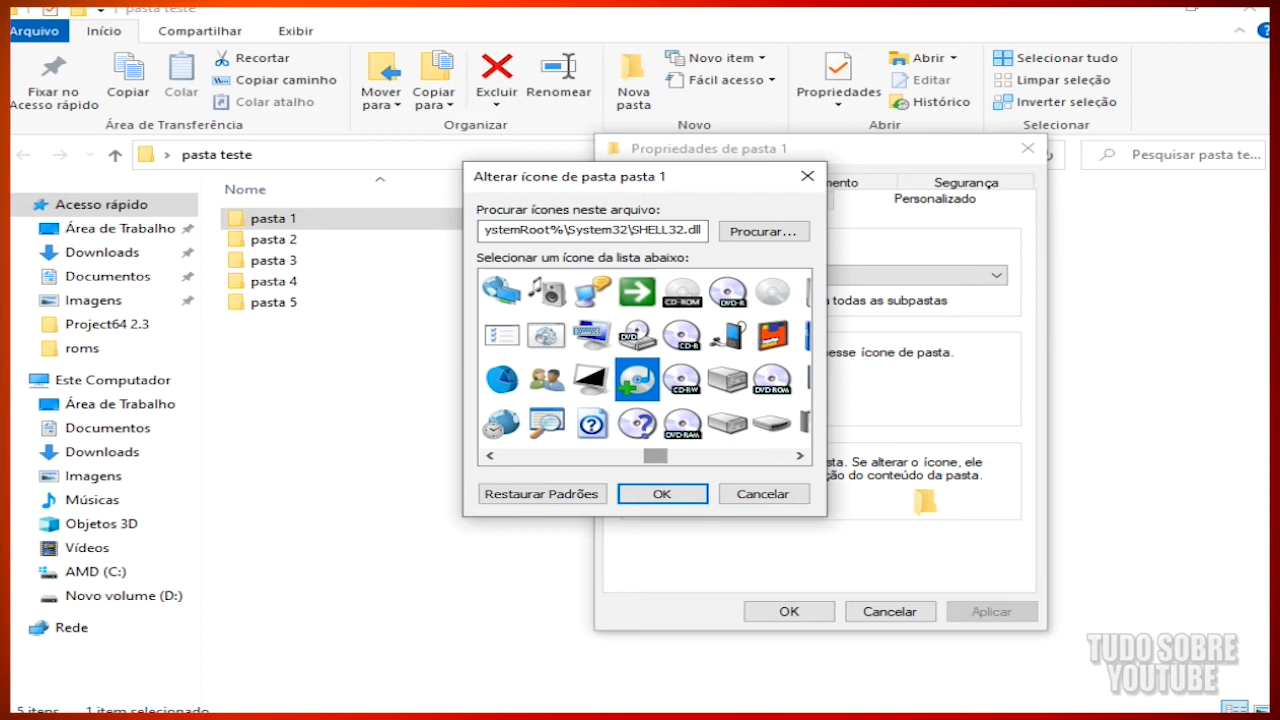 pasta teste
Arquivo
Início
Compartilhar
Exibir
Fixar no
Acesso rápido
Copiar
Colar
Recortar
Copiar caminho
Colar atalho
Área de Transferência
Mover
para
Copiar
para
Excluir
Renomear
Organizar
Nova
pasta
Novo item
Fácil acesso
Novo
Propriedades
Abrir
Editar
Histórico
Abrir
Selecionar tudo
Limpar seleção
Inverter seleção
Selecionar
pasta teste
Pesquisar pasta te...
Acesso rápido
Área de Trabalho
Downloads
Documentos
Imagens
Project64 2.3
roms
Este Computador
Área de Trabalho
Documentos
Downloads
Imagens
Músicas
Objetos 3D
Vídeos
AMD (C:)
Novo volume (D:)
Rede
Nome
pasta 1
pasta 2
pasta 3
pasta 4
pasta 5
Propriedades de pasta 1
mento
Segurança
Personalizado
a todas as subpastas
nesse ícone de pasta.
sta. Se alterar o ícone, ele
ção do conteúdo da pasta.
OK
Cancelar
Aplicar
Alterar ícone de pasta pasta 1
Procurar ícones neste arquivo:
ystemRoot%\System32\SHELL32.dll
Procurar...
Selecionar um ícone da lista abaixo:
CD-ROM
DVD-R
DVD
CD-R
CD-RW
DVD-ROM
DVD-RAM
Restaurar Padrões
OK
Cancelar
5 itens
1 item selecionado
TUDO SOBRE
YOUTUBE